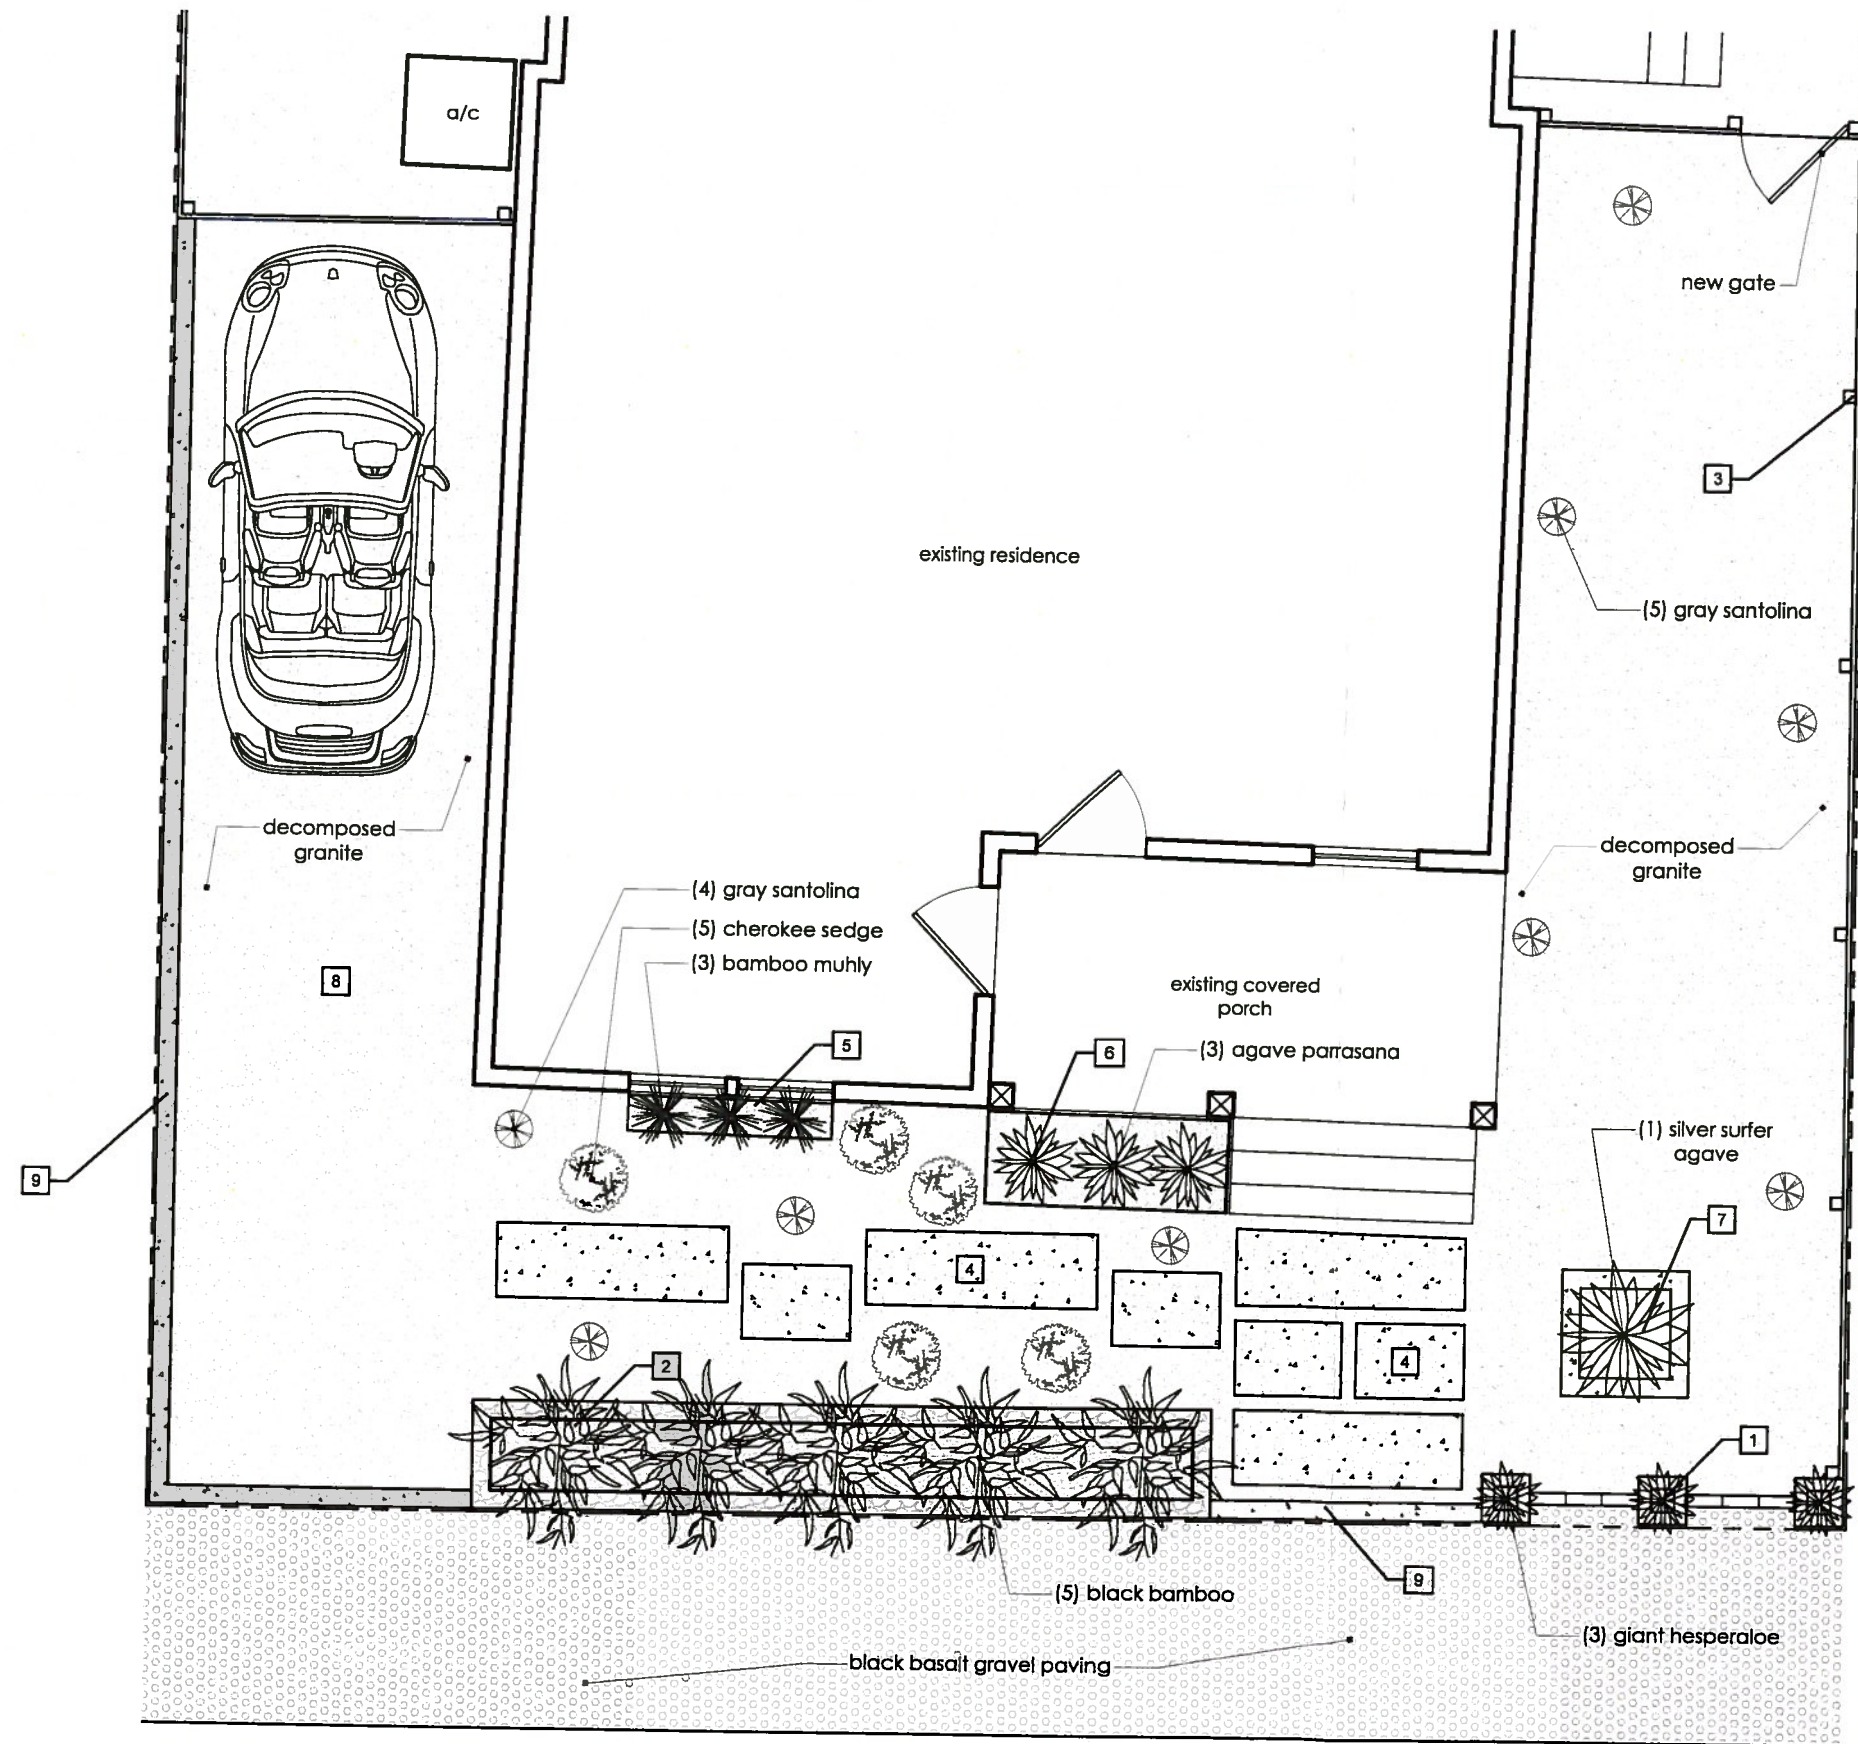 a/c
new gate
3
existing residence
(5) gray santolina
decomposed
granite
decomposed
granite
(4) gray santolina
(5) cherokee sedge
(3) bamboo muhly
8
existing covered
porch
5
6
(3) agave parrasana
(1) silver surfer
agave
9
7
4
4
2
1
9
(5) black bamboo
(3) giant hesperaloe
black basalt gravel paving